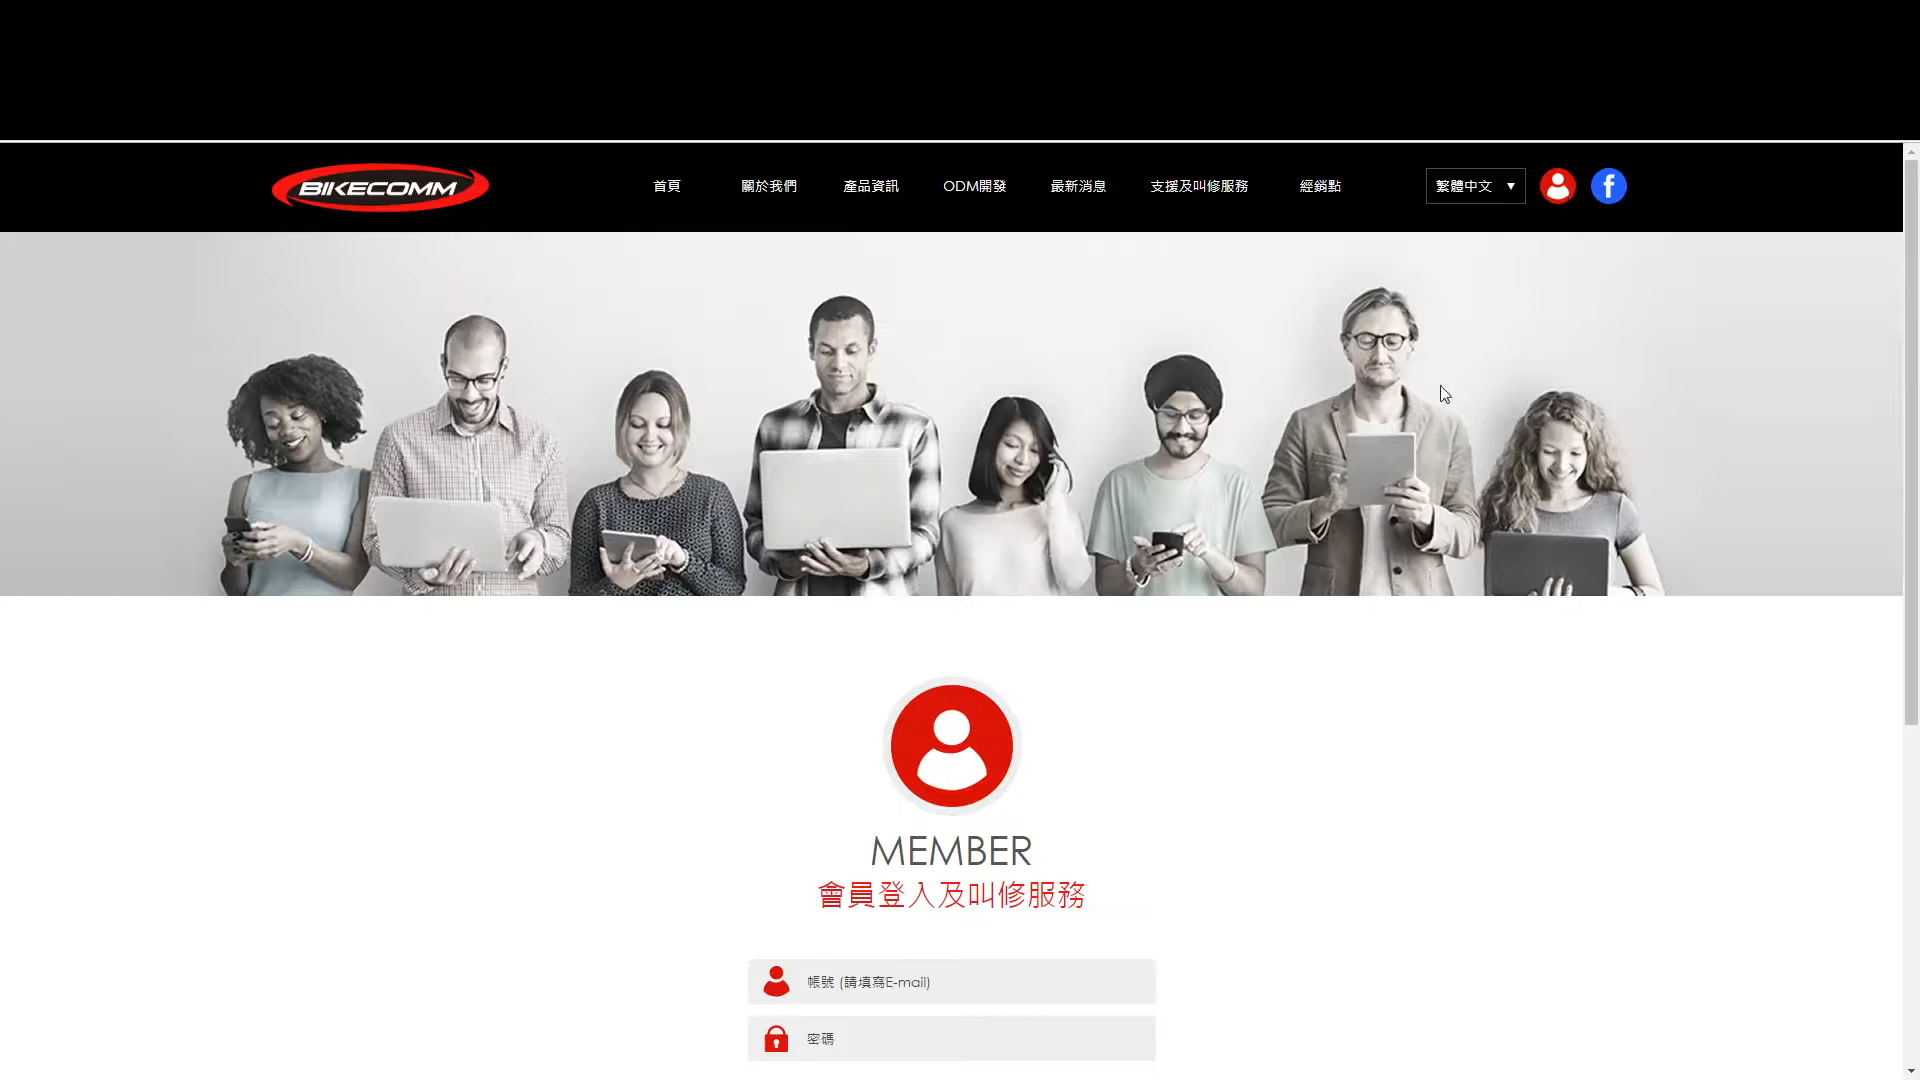 BIKECOMM
首頁
關於我們
產品資訊
ODM開發
最新消息
支援及叫修服務
經銷點
繁體中文
MEMBER
會員登入及叫修服務
帳號 (請填寫E-mail)
密碼